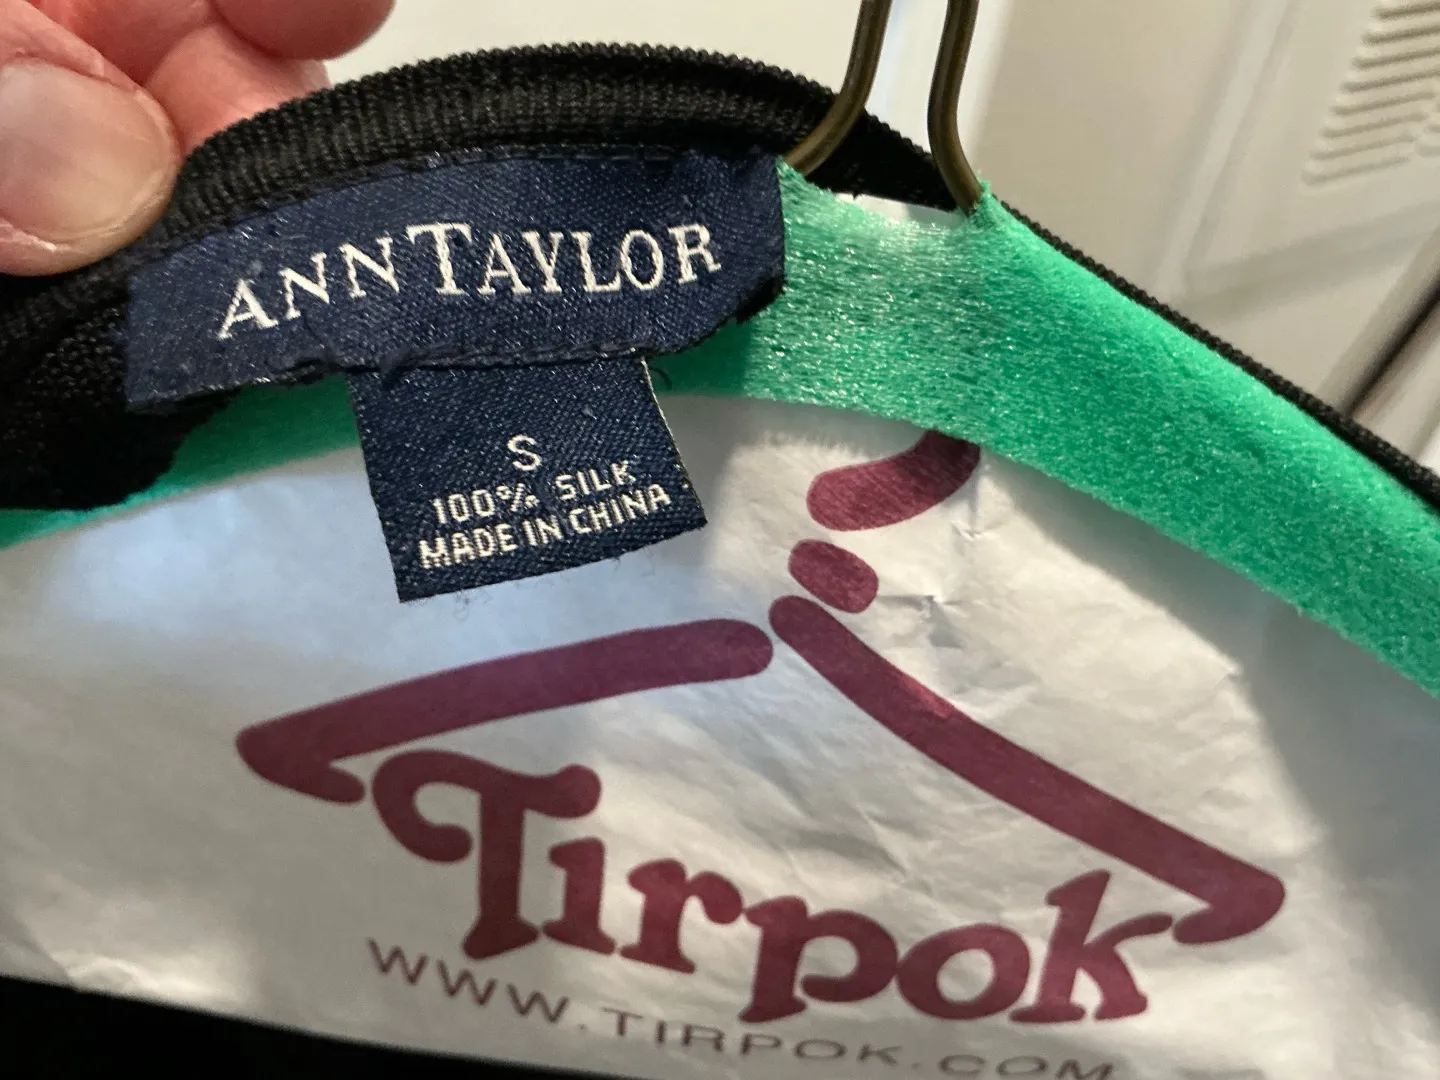 ANNTAYLOR
S
100% SILK
MADE IN CHINA
Tirpok
WWW.TIRPOK.COM